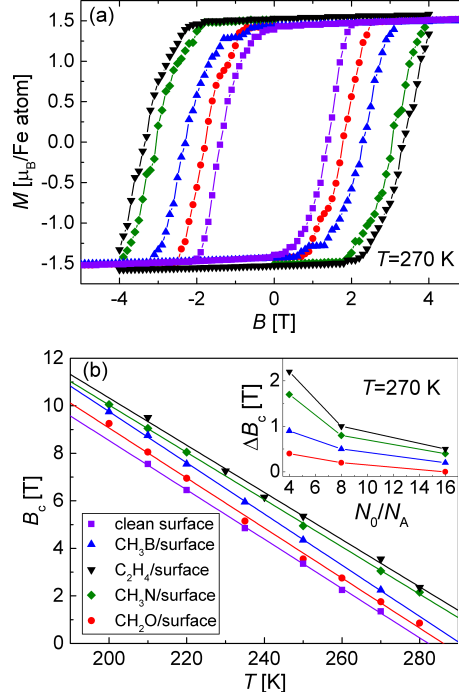 (a)
1.5
1.0
0.5
0.0
-0.5
-1.0
-1.5
M [μB/Fe atom]
T=270 K
-4 -2 0 2 4
B [T]
(b)
12
10
8
6
4
2
0
Bc [T]
T=270 K
2
1
0
ΔBc [T]
4 8 12 16
N0/NA
clean surface
CH3B/surface
C2H4/surface
CH3N/surface
CH2O/surface
200 220 240 260 280
T [K]